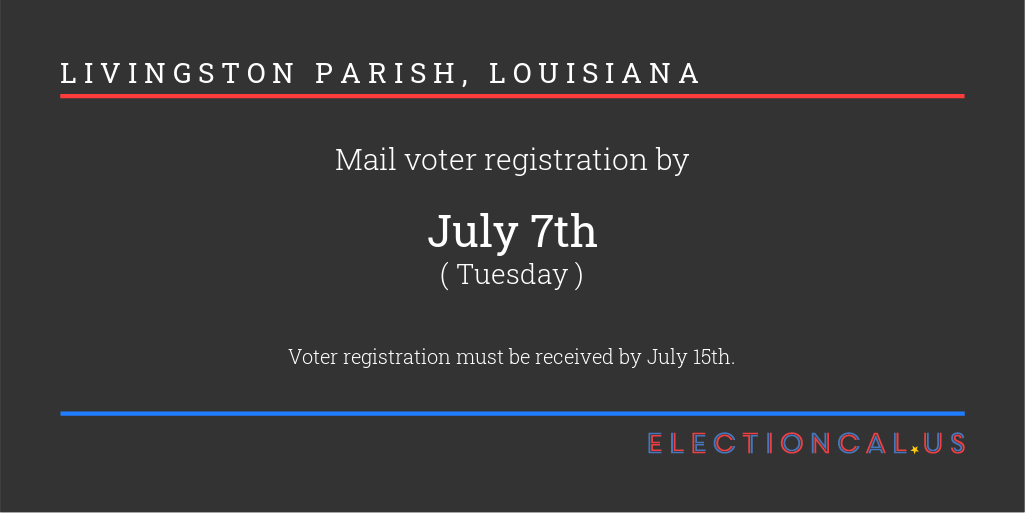 LIVINGSTON PARISH, LOUISIANA
Mail voter registration by
July 7th
( Tuesday )
Voter registration must be received by July 15th.
ELECTIONCAL.US